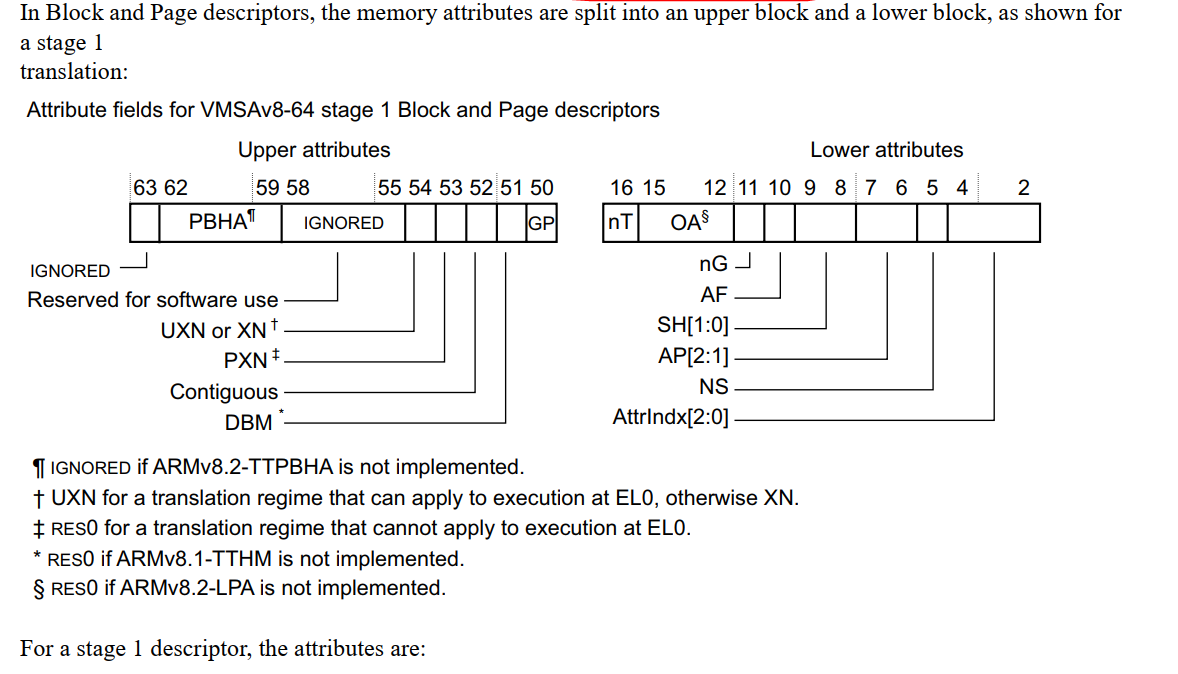 In Block and Page descriptors, the memory attributes are split into an upper block and a lower block, as shown for
a stage 1
translation:
Attribute fields for VMSAv8-64 stage 1 Block and Page descriptors
Upper attributes
Lower attributes
63 62 59 58 55 54 53 52 51 50
16 15 12 11 10 9 8 7 6 5 4 2
PBHA¶ IGNORED GP
nT OA§
IGNORED
Reserved for software use
UXN or XN†
PXN‡
Contiguous
DBM*
nG
AF
SH[1:0]
AP[2:1]
NS
AttrIndx[2:0]
¶ IGNORED if ARMv8.2-TTPBHA is not implemented.
† UXN for a translation regime that can apply to execution at EL0, otherwise XN.
‡ RES0 for a translation regime that cannot apply to execution at EL0.
* RES0 if ARMv8.1-TTHM is not implemented.
§ RES0 if ARMv8.2-LPA is not implemented.
For a stage 1 descriptor, the attributes are: